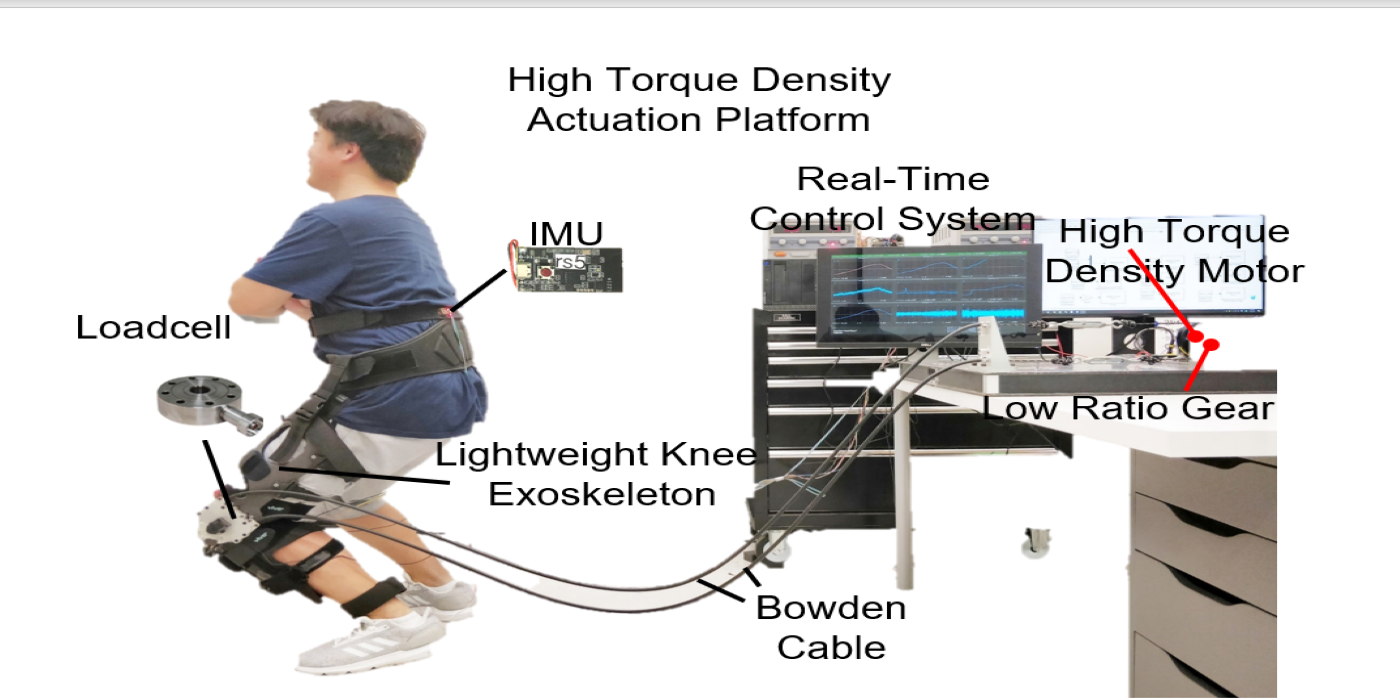 High Torque Density
Actuation Platform
Real-Time
Control System
IMU
rs5
High Torque
Density Motor
Loadcell
Low Ratio Gear
Lightweight Knee
Exoskeleton
Bowden
Cable